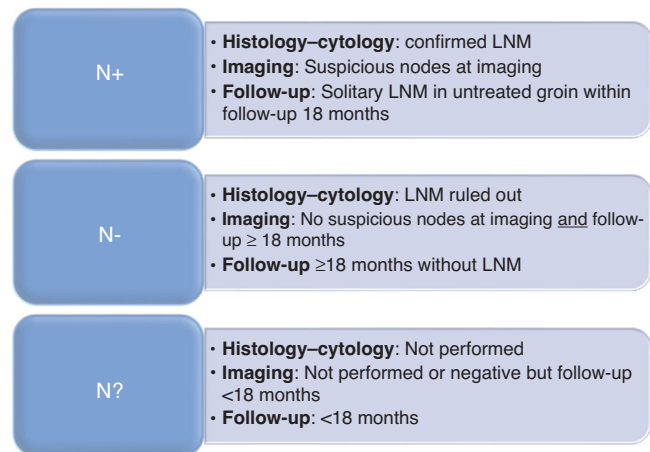 N+
• Histology–cytology: confirmed LNM
• Imaging: Suspicious nodes at imaging
• Follow-up: Solitary LNM in untreated groin within
follow-up 18 months
N-
• Histology–cytology: LNM ruled out
• Imaging: No suspicious nodes at imaging and follow-
up ≥ 18 months
• Follow-up ≥18 months without LNM
N?
• Histology–cytology: Not performed
• Imaging: Not performed or negative but follow-up
<18 months
• Follow-up: <18 months